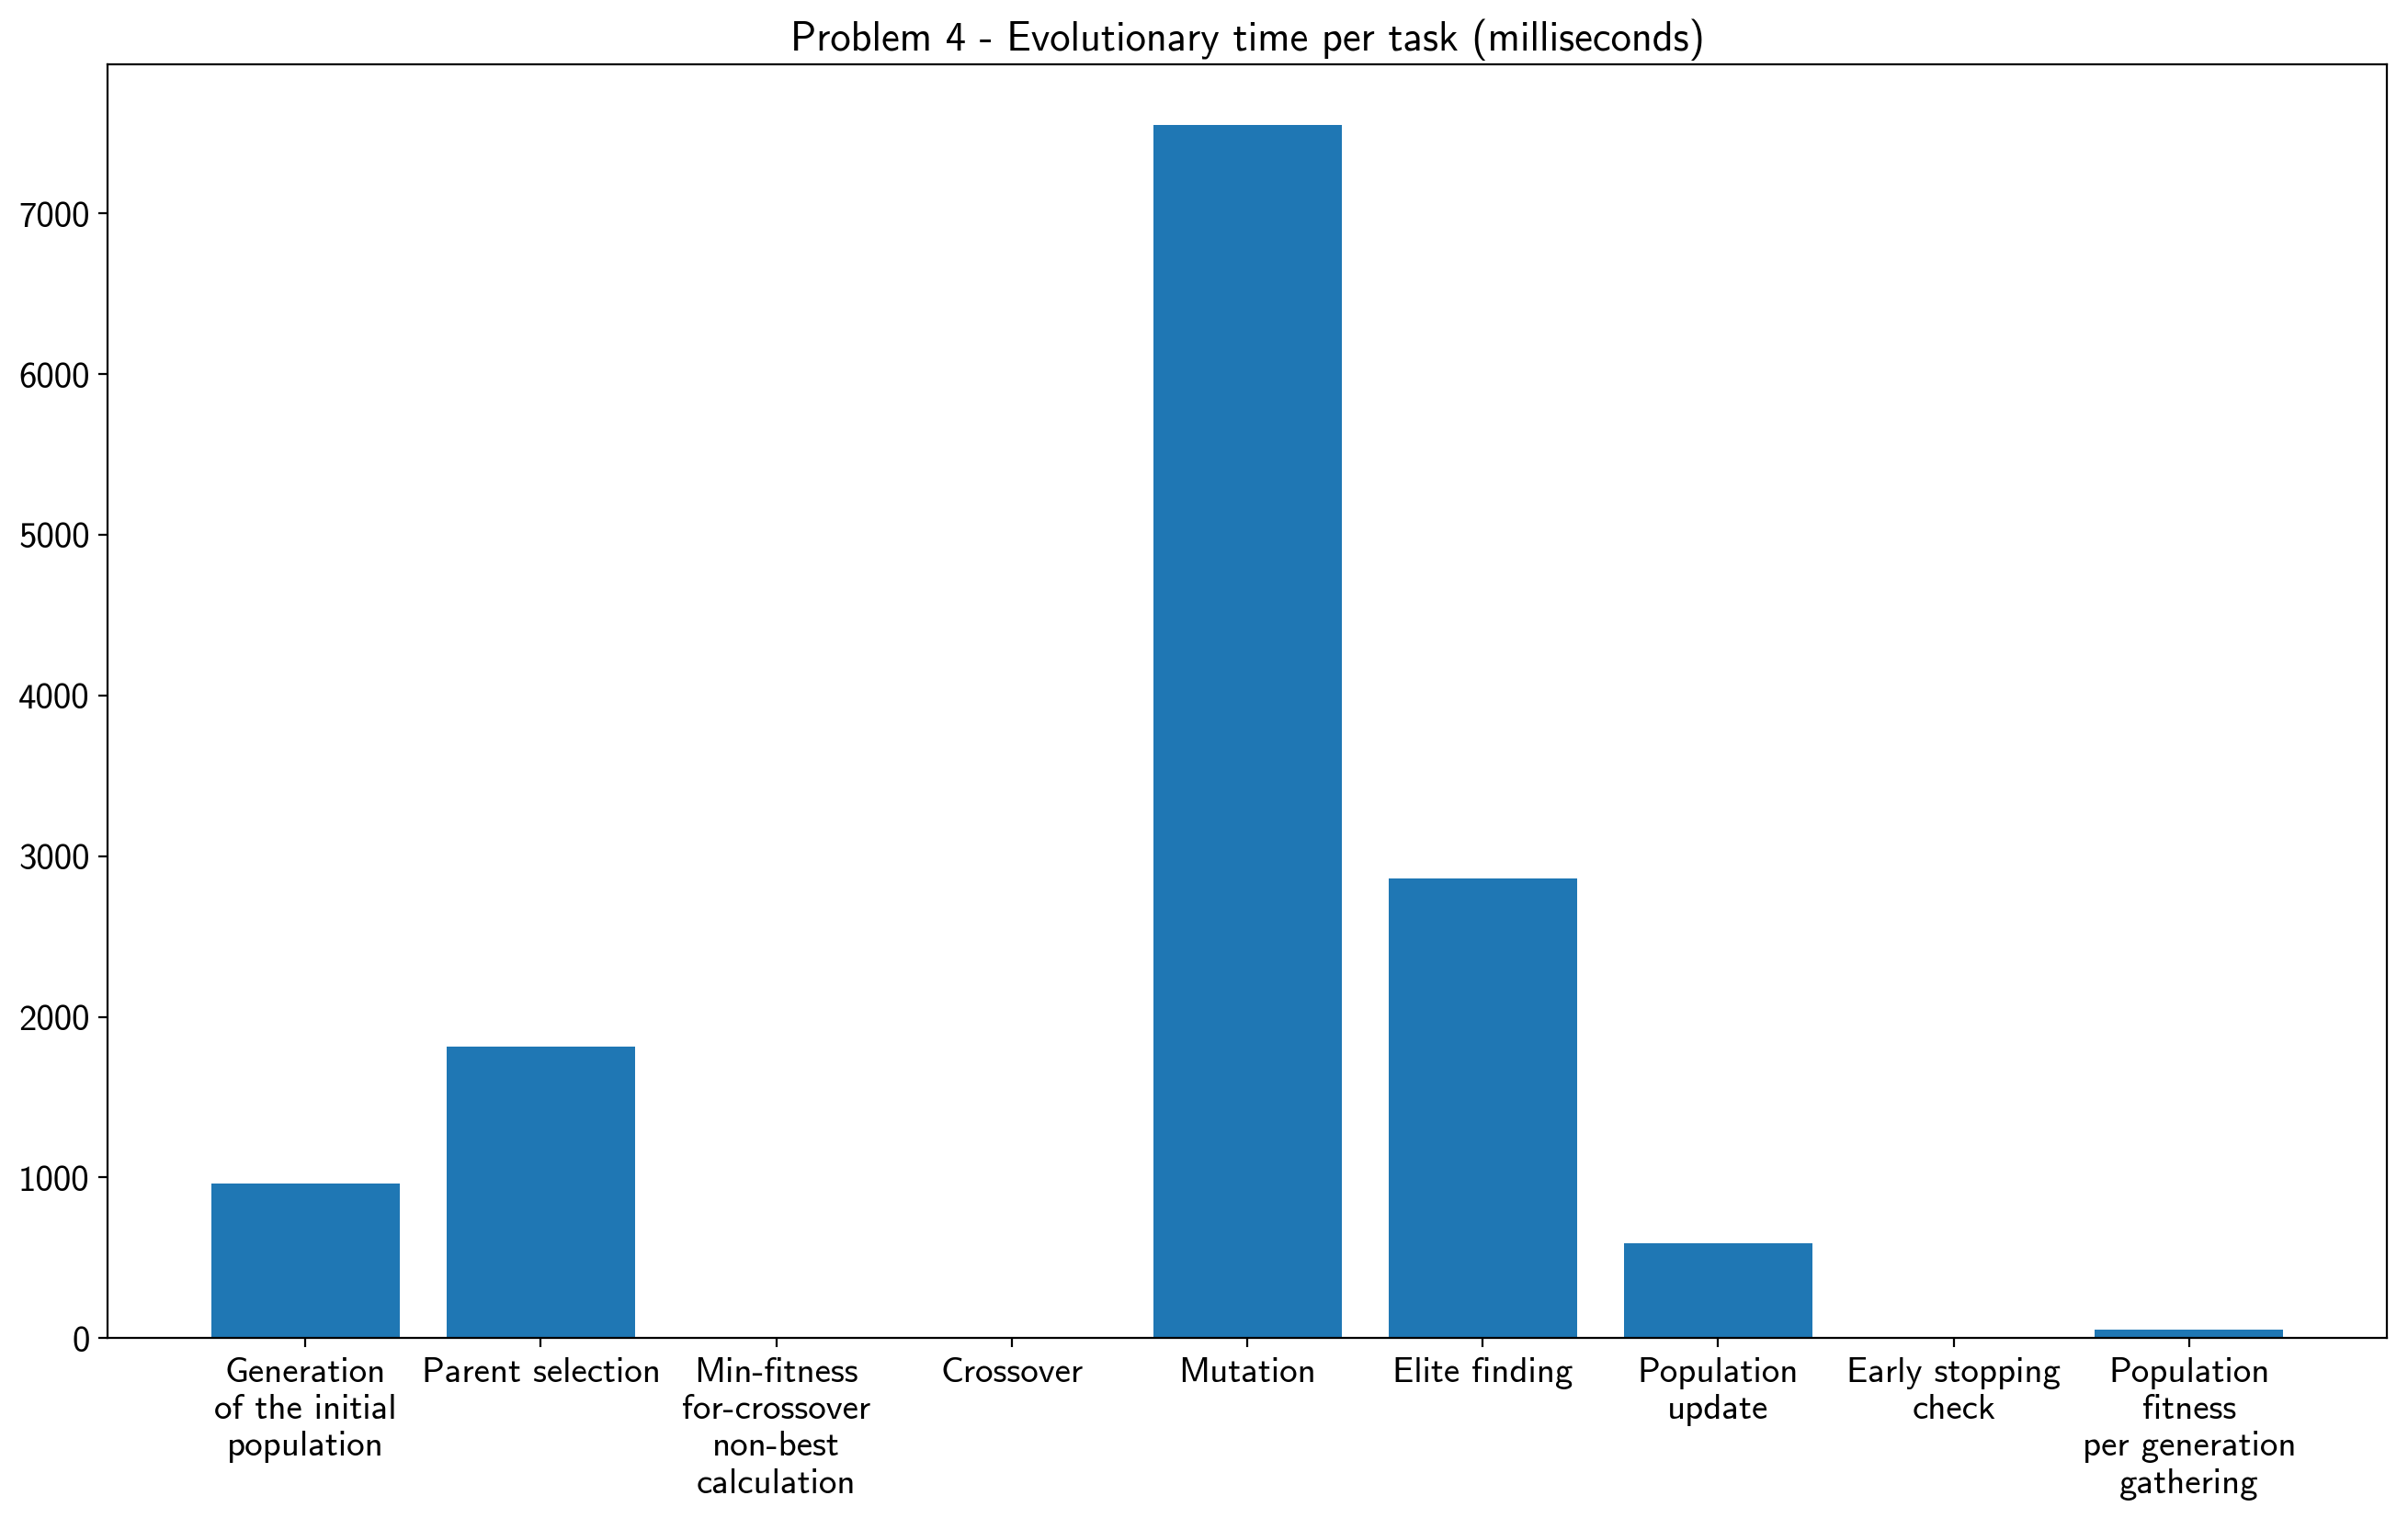 Problem 4 - Evolutionary time per task (milliseconds)
7000
6000
5000
4000
3000
2000
1000
0
Generation
of the initial
population
Parent selection
Min-fitness
for-crossover
non-best
calculation
Crossover
Mutation
Elite finding
Population
update
Early stopping
check
Population
fitness
per generation
gathering